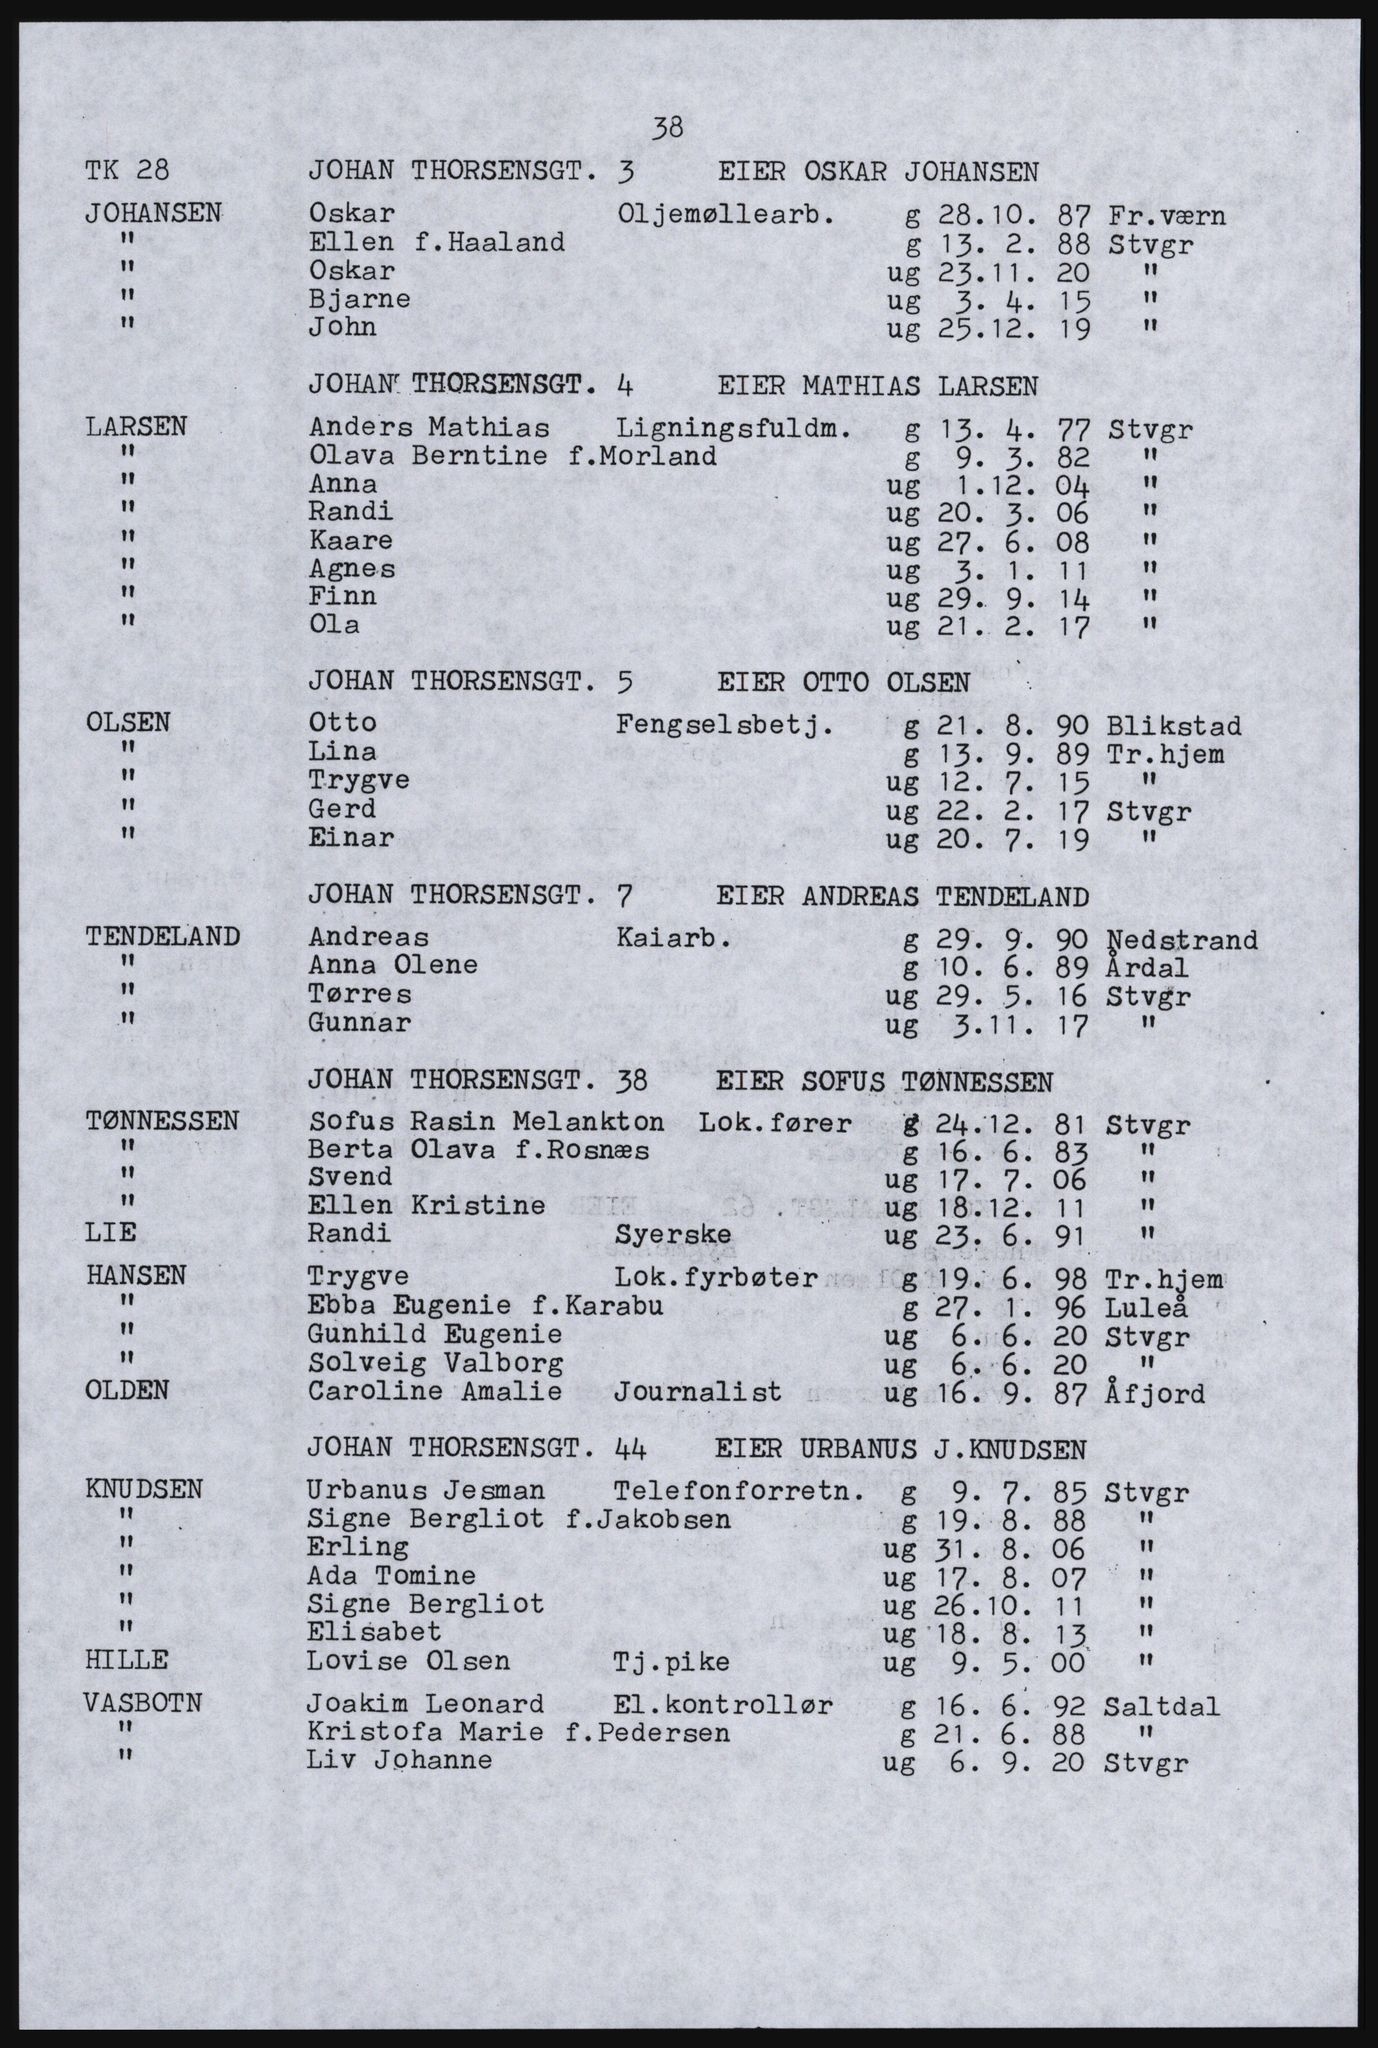 38
TK 28 JOHAN THORSENSGT. 3 EIER OSKAR JOHANSEN
JOHANSEN Oskar Oljemøllearb. g 28.10. 87 Fr.værn
" Ellen f.Haaland g 13. 2. 88 Stvgr
" Oskar ug 23.11. 20 "
" Bjarne ug 3. 4. 15 "
" John ug 25.12. 19 "
JOHAN THORSENSGT. 4 EIER MATHIAS LARSEN
LARSEN Anders Mathias Ligningsfuldm. g 13. 4. 77 Stvgr
" Olava Berntine f.Morland g 9. 3. 82 "
" Anna ug 1.12. 04 "
" Randi ug 20. 3. 06 "
" Kaare ug 27. 6. 08 "
" Agnes ug 3. 1. 11 "
" Finn ug 29. 9. 14 "
" Ola ug 21. 2. 17 "
JOHAN THORSENSGT. 5 EIER OTTO OLSEN
OLSEN Otto Fengselsbetj. g 21. 8. 90 Blikstad
" Lina g 13. 9. 89 Tr.hjem
" Trygve ug 12. 7. 15 "
" Gerd ug 22. 2. 17 Stvgr
" Einar ug 20. 7. 19 "
JOHAN THORSENSGT. 7 EIER ANDREAS TENDELAND
TENDELAND Andreas Kaiarb. g 29. 9. 90 Nedstrand
" Anna Olene g 10. 6. 89 Årdal
" Tørres ug 29. 5. 16 Stvgr
" Gunnar ug 3.11. 17 "
JOHAN THORSENSGT. 38 EIER SOFUS TØNNESSEN
TØNNESSEN Sofus Rasin Melankton Lok.fører g 24.12. 81 Stvgr
" Berta Olava f.Rosnæs g 16. 6. 83 "
" Svend ug 17. 7. 06 "
" Ellen Kristine ug 18.12. 11 "
LIE Randi Syerske ug 23. 6. 91 "
HANSEN Trygve Lok.fyrbøter g 19. 6. 98 Tr.hjem
" Ebba Eugenie f.Karabu g 27. 1. 96 Luleå
" Gunhild Eugenie ug 6. 6. 20 Stvgr
" Solveig Valborg ug 6. 6. 20 "
OLDEN Caroline Amalie Journalist ug 16. 9. 87 Åfjord
JOHAN THORSENSGT. 44 EIER URBANUS J.KNUDSEN
KNUDSEN Urbanus Jesman Telefonforretn. g 9. 7. 85 Stvgr
" Signe Bergliot f.Jakobsen g 19. 8. 88 "
" Erling ug 31. 8. 06 "
" Ada Tomine ug 17. 8. 07 "
" Signe Bergliot ug 26.10. 11 "
" Elisabet ug 18. 8. 13 "
HILLE Lovise Olsen Tj.pike ug 9. 5. 00 "
VASBOTN Joakim Leonard El.kontrollør g 16. 6. 92 Saltdal
" Kristofa Marie f.Pedersen g 21. 6. 88 "
" Liv Johanne ug 6. 9. 20 Stvgr